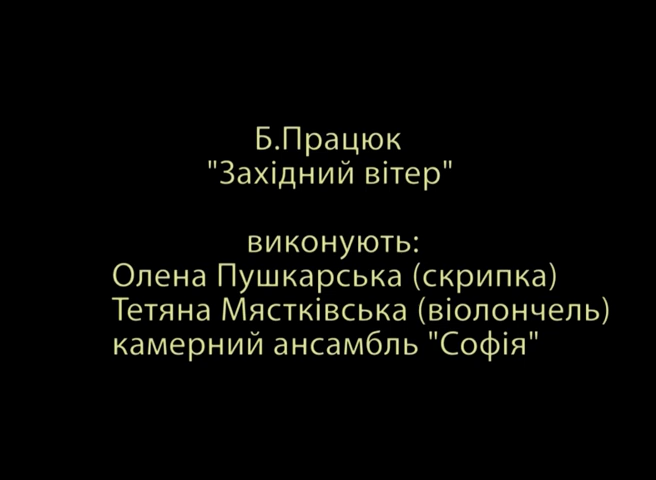 Б.Працюк
"Західний вітер"
виконують:
Олена Пушкарська (скрипка)
Тетяна Мястківська (віолончель)
камерний ансамбль "Софія"